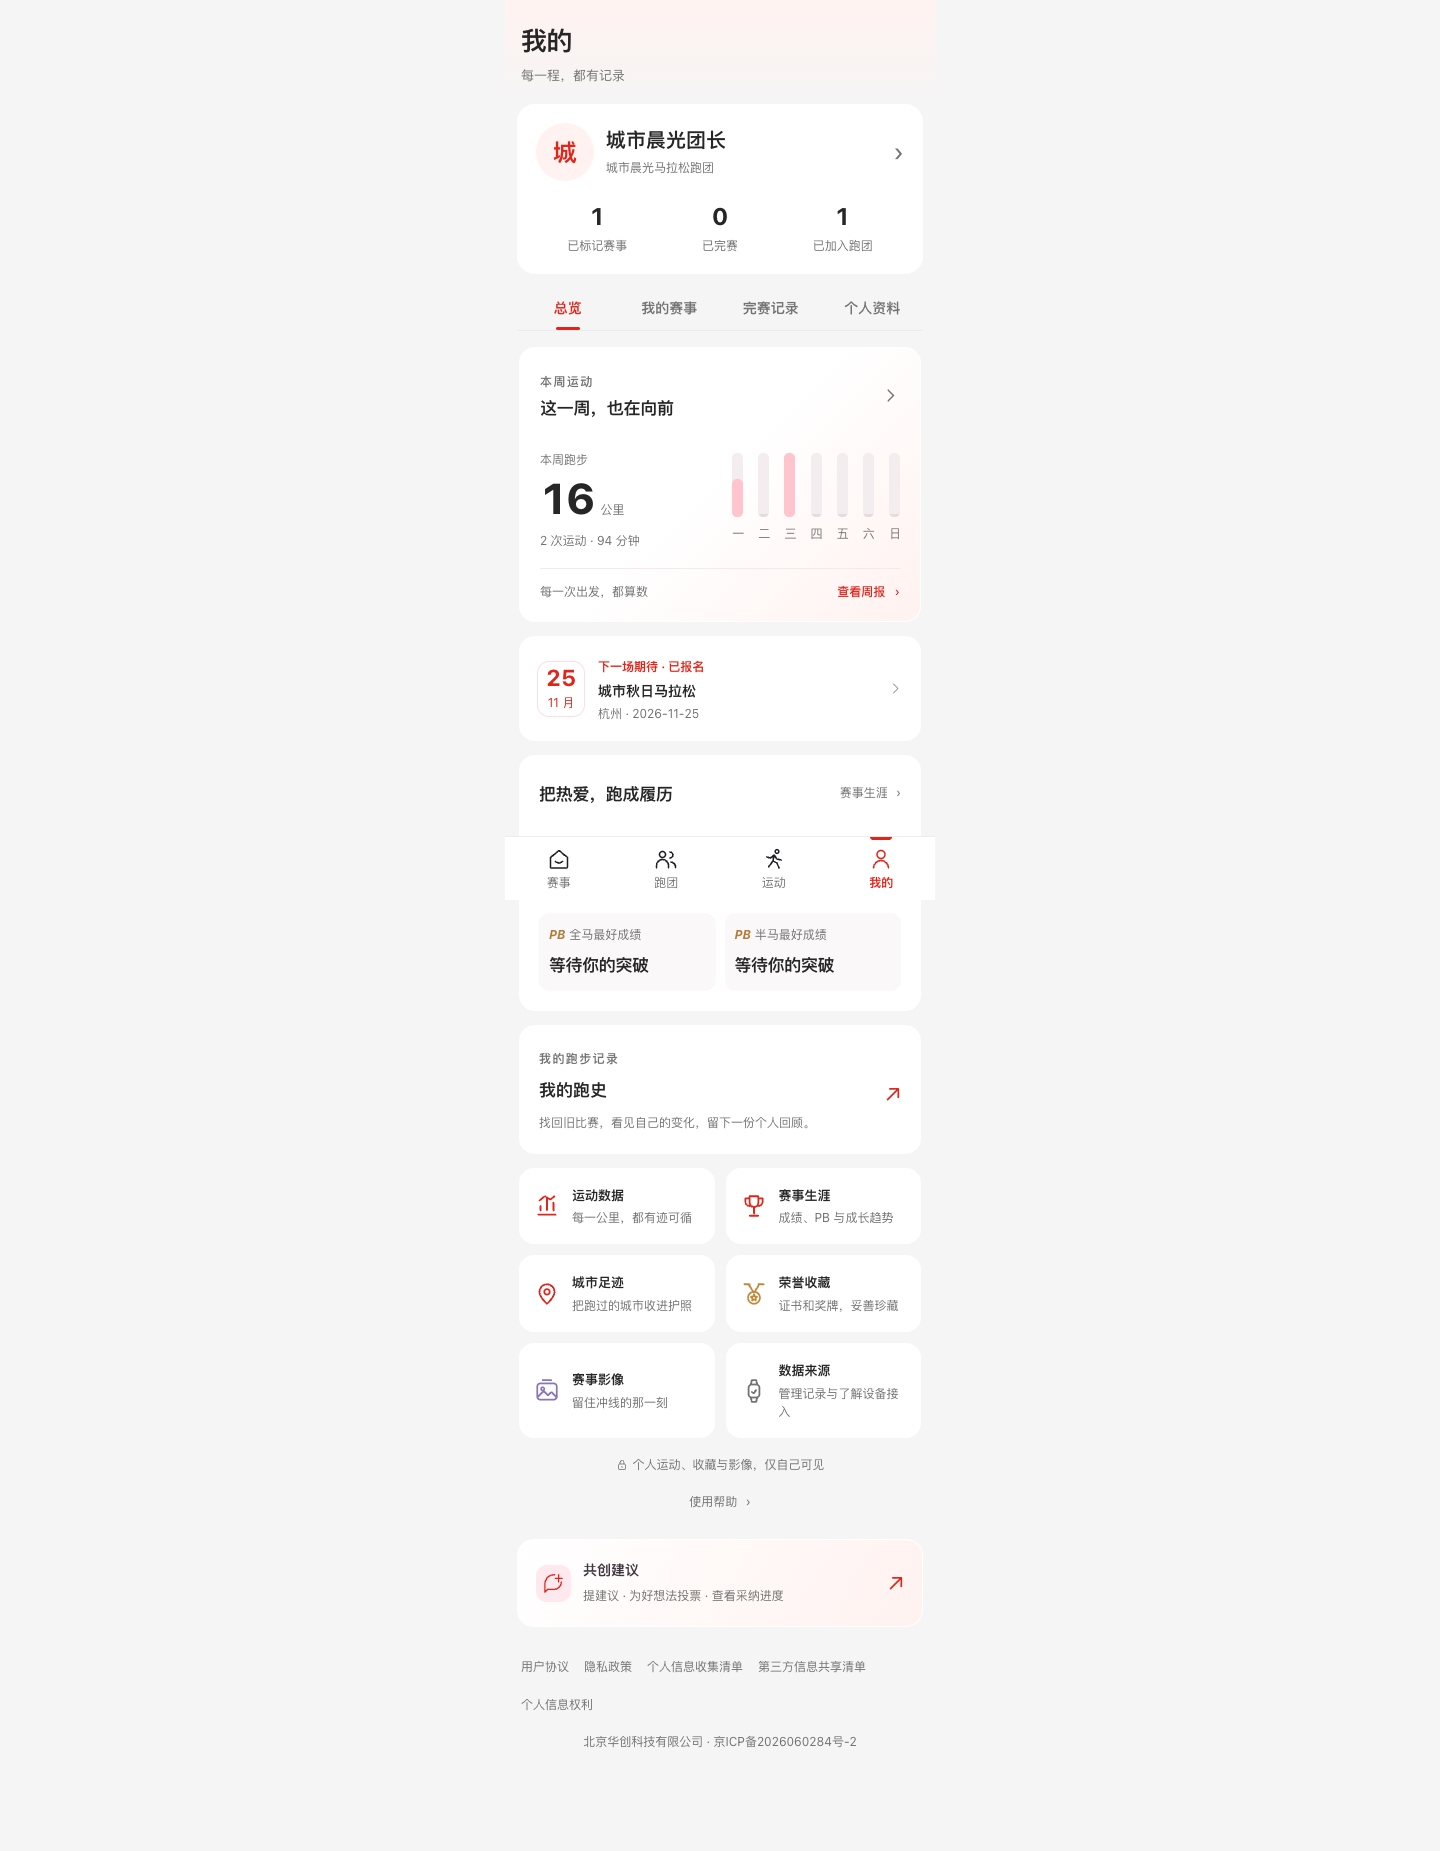 我的
每一程，都有记录
城
城市晨光团长
城市晨光马拉松跑团
›
1
0
1
已标记赛事
已完赛
已加入跑团
总览
我的赛事
完赛记录
个人资料
本周运动
这一周，也在向前
本周跑步
16 公里
2 次运动 · 94 分钟
一
二
三
四
五
六
日
每一次出发，都算数
查看周报 ›
25
11 月
下一场期待 · 已报名
城市秋日马拉松
杭州 · 2026-11-25
把热爱，跑成履历
赛事生涯 ›
赛事
跑团
运动
我的
PB 全马最好成绩
等待你的突破
PB 半马最好成绩
等待你的突破
我的跑步记录
我的跑史
找回旧比赛，看见自己的变化，留下一份个人回顾。
运动数据
每一公里，都有迹可循
赛事生涯
成绩、PB 与成长趋势
城市足迹
把跑过的城市收进护照
荣誉收藏
证书和奖牌，妥善珍藏
赛事影像
留住冲线的那一刻
数据来源
管理记录与了解设备接
入
个人运动、收藏与影像，仅自己可见
使用帮助 ›
共创建议
提建议 · 为好想法投票 · 查看采纳进度
用户协议
隐私政策
个人信息收集清单
第三方信息共享清单
个人信息权利
北京华创科技有限公司 · 京ICP备2026060284号-2